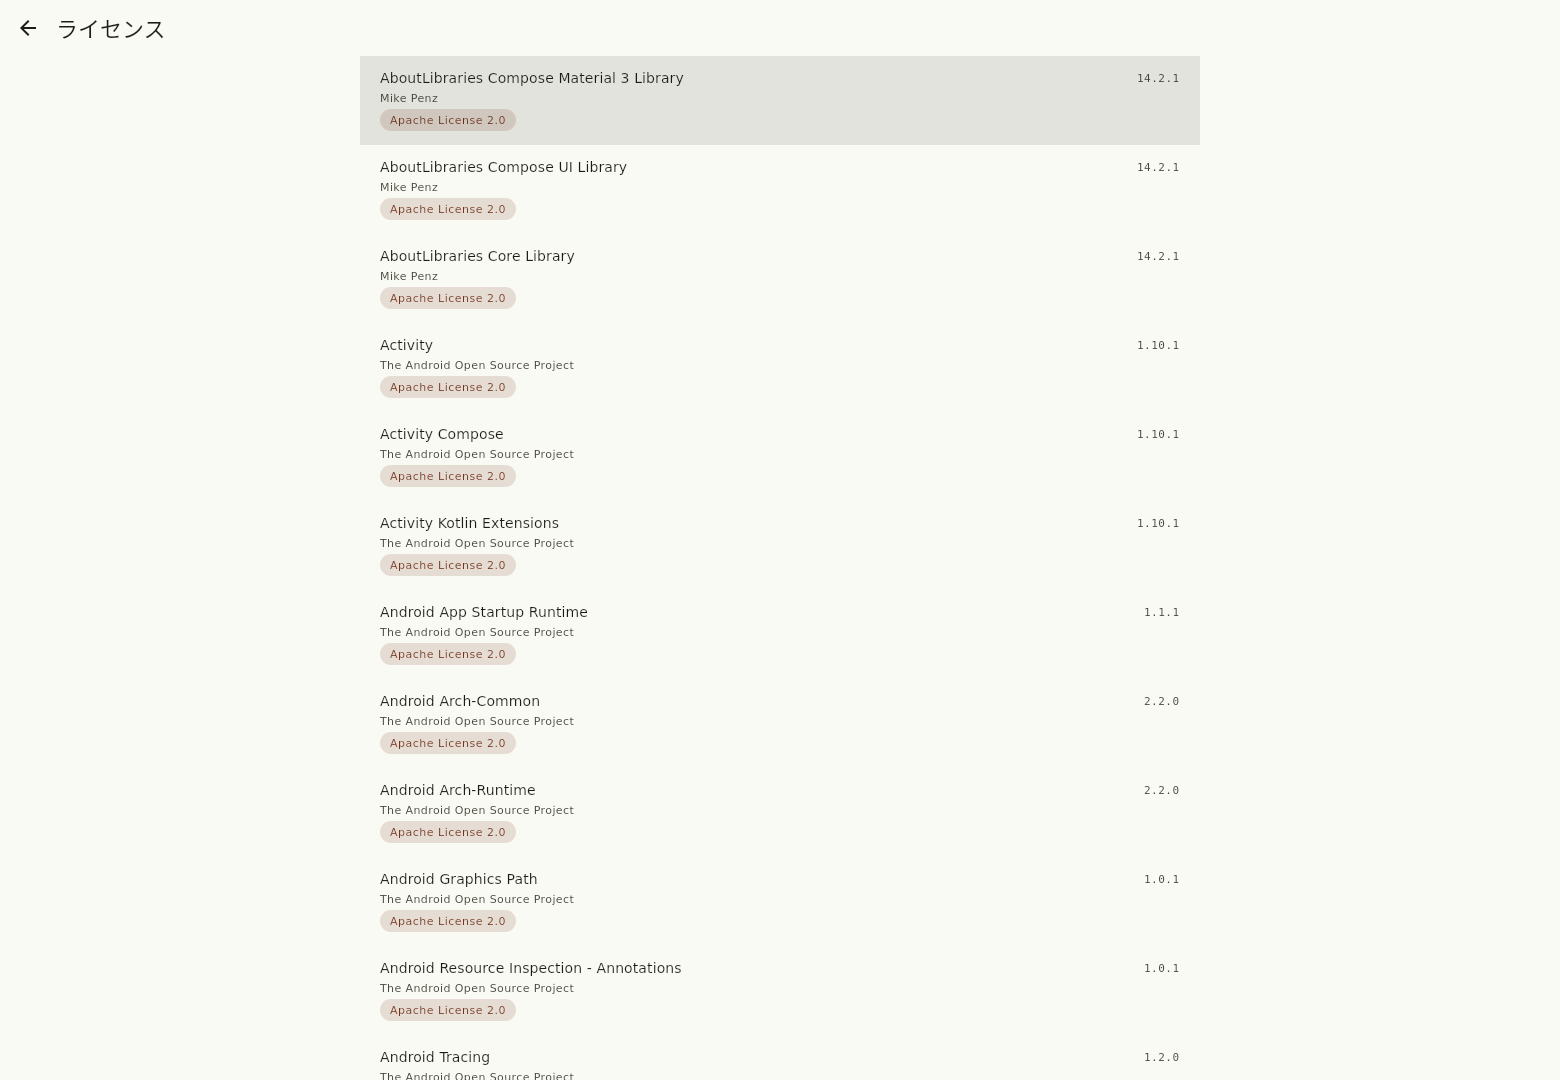 ライセンス
AboutLibraries Compose Material 3 Library 14.2.1
Mike Penz
Apache License 2.0
AboutLibraries Compose UI Library 14.2.1
Mike Penz
Apache License 2.0
AboutLibraries Core Library 14.2.1
Mike Penz
Apache License 2.0
Activity 1.10.1
The Android Open Source Project
Apache License 2.0
Activity Compose 1.10.1
The Android Open Source Project
Apache License 2.0
Activity Kotlin Extensions 1.10.1
The Android Open Source Project
Apache License 2.0
Android App Startup Runtime 1.1.1
The Android Open Source Project
Apache License 2.0
Android Arch-Common 2.2.0
The Android Open Source Project
Apache License 2.0
Android Arch-Runtime 2.2.0
The Android Open Source Project
Apache License 2.0
Android Graphics Path 1.0.1
The Android Open Source Project
Apache License 2.0
Android Resource Inspection - Annotations 1.0.1
The Android Open Source Project
Apache License 2.0
Android Tracing 1.2.0
The Android Open Source Project